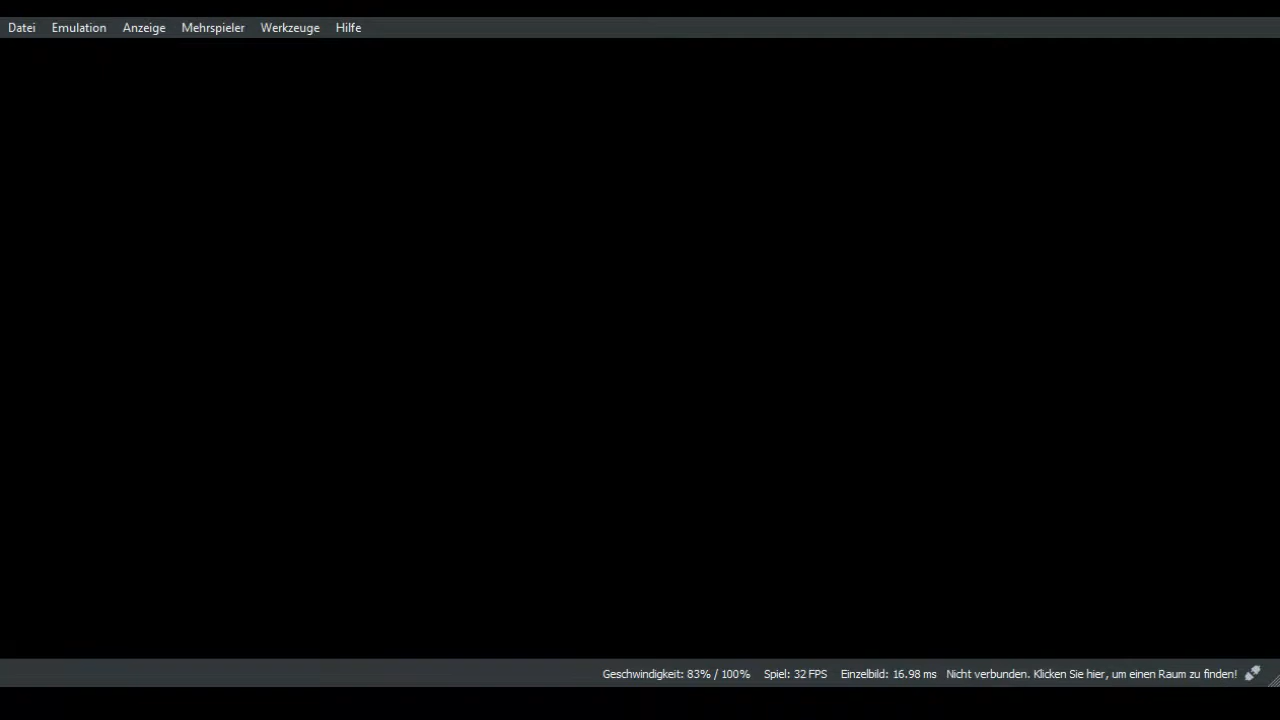 Datei Emulation Anzeige Mehrspieler Werkzeuge Hilfe
Geschwindigkeit: 83% / 100% Spiel: 32 FPS Einzelbild: 16.98 ms Nicht verbunden. Klicken Sie hier, um einen Raum zu finden!